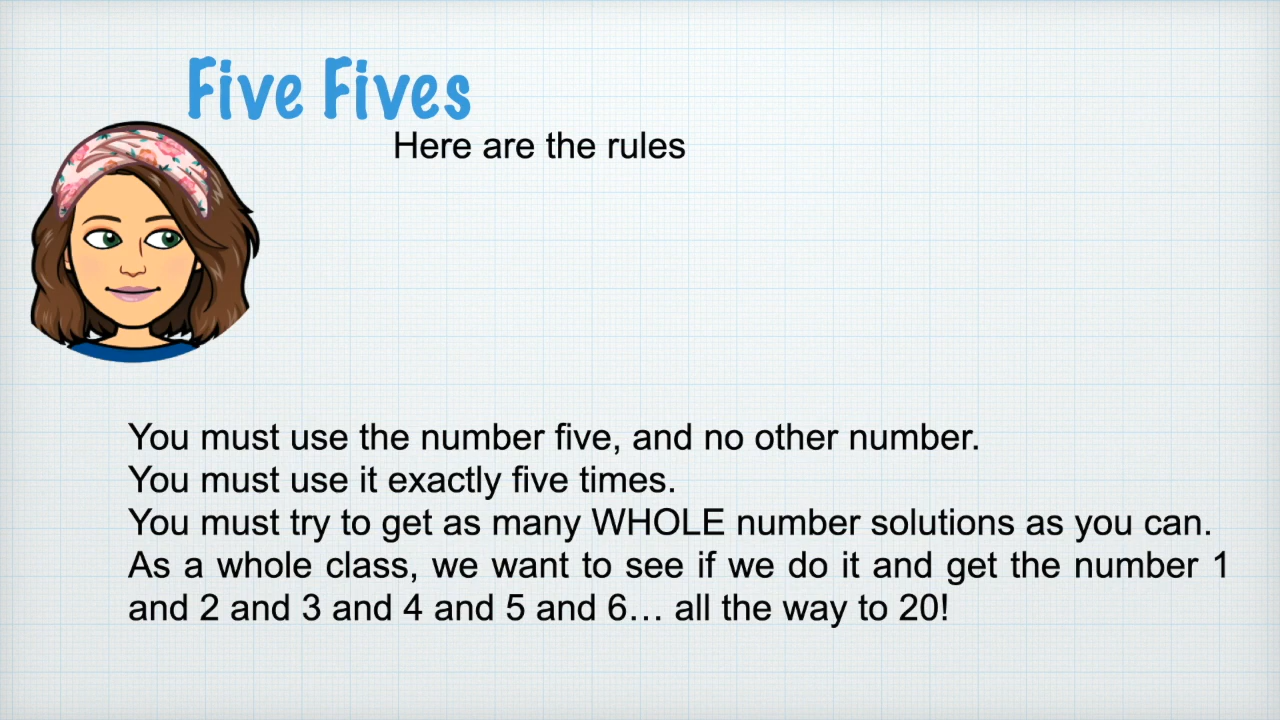 Five Fives
Here are the rules
You must use the number five, and no other number.
You must use it exactly five times.
You must try to get as many WHOLE number solutions as you can.
As a whole class, we want to see if we do it and get the number 1
and 2 and 3 and 4 and 5 and 6… all the way to 20!